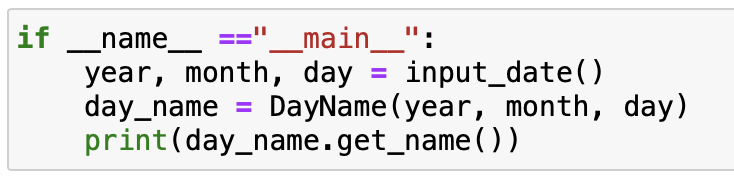 if __name__ =="__main__":
    year, month, day = input_date()
    day_name = DayName(year, month, day)
    print(day_name.get_name())